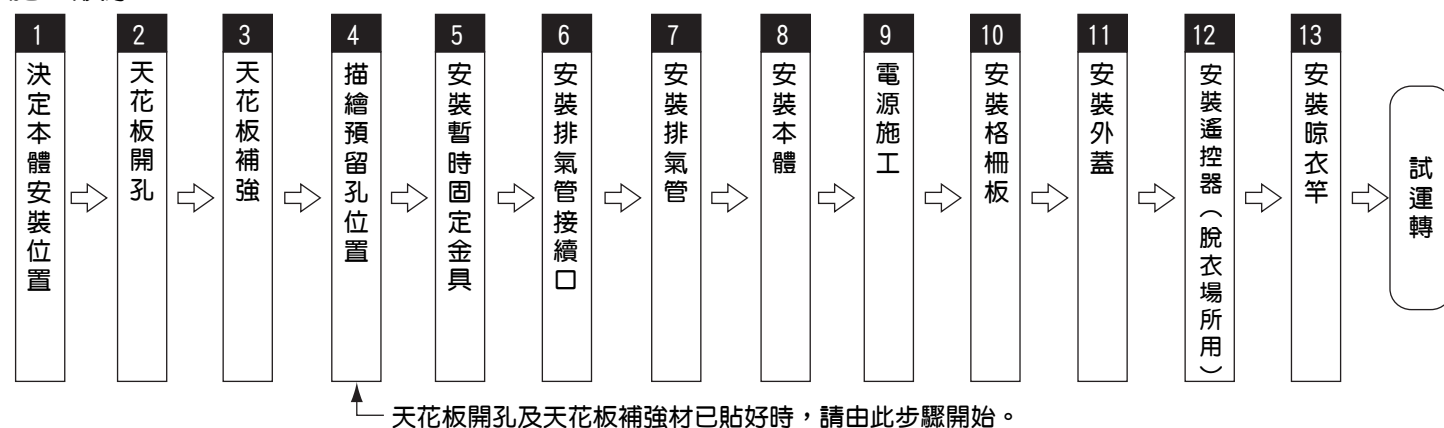 1
決定本體安裝位置
2
天花板開孔
3
天花板補強
4
描繪預留孔位置
5
安裝暫時固定金具
6
安裝排氣管接續口
7
安裝排氣管
8
安裝本體
9
電源施工
10
安裝格柵板
11
安裝外蓋
12
安裝遙控器(脫衣場所用)
13
安裝晾衣竿
試運轉
天花板開孔及天花板補強材已貼好時,請由此步驟開始。